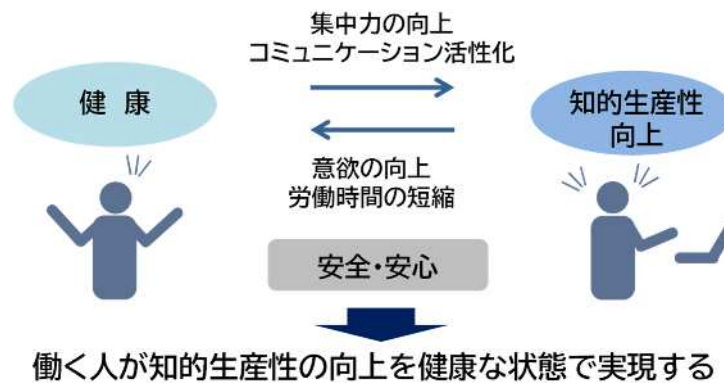 集中力の向上
コミュニケーション活性化
健 康
知的生産性
向上
意欲の向上
労働時間の短縮
安全・安心
働く人が知的生産性の向上を健康な状態で実現する